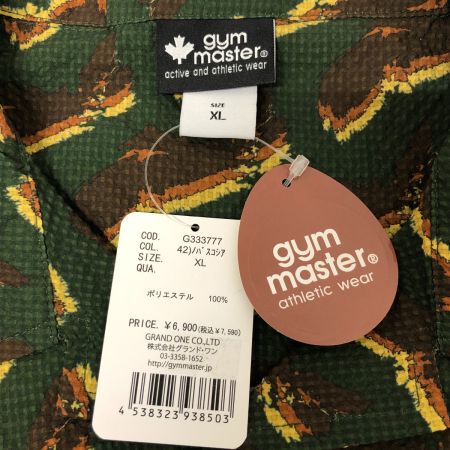 gym
master®
active and athletic wear
SIZE
XL
COD. G333777
COL. 42)ﾉﾊﾞｽｺｼｱ
SIZE. XL
QUA.
ポリエステル 100%
PRICE. ¥6,900(税込¥7,590)
GRAND ONE CO.,LTD
株式会社グランド・ワン
03-3358-1652
http://gymmaster.jp
4 538323 938503
gym
master®
athletic wear